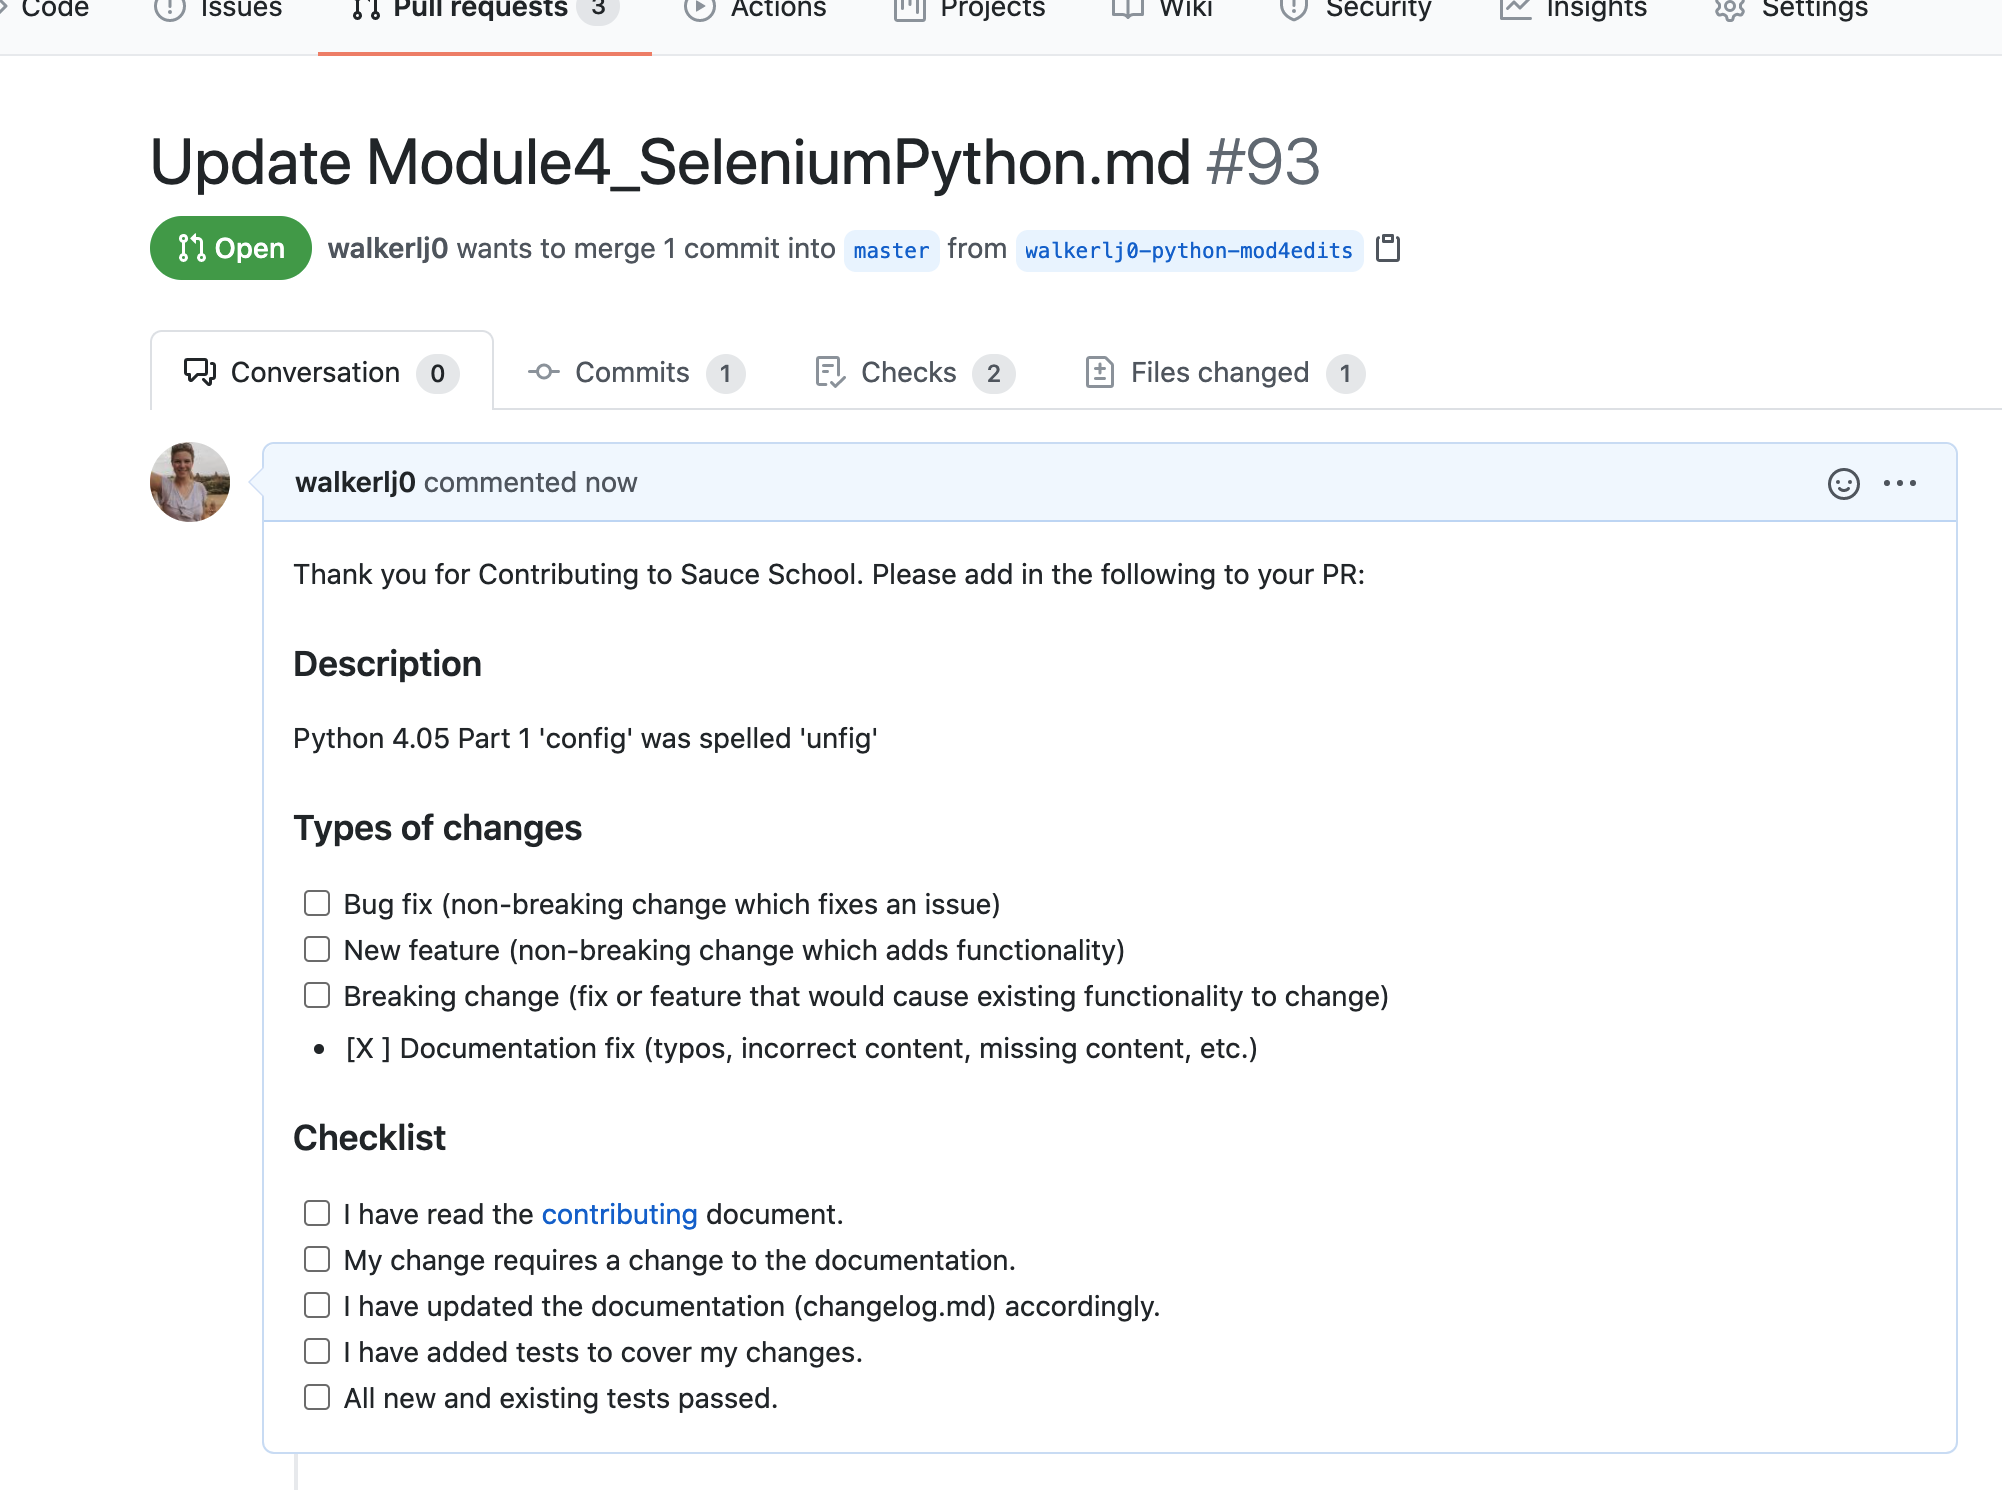 Code Issues Pull requests 3 Actions Projects Wiki Security Insights Settings
Update Module4_SeleniumPython.md #93
Open walkerlj0 wants to merge 1 commit into master from walkerlj0-python-mod4edits
Conversation 0 Commits 1 Checks 2 Files changed 1
walkerlj0 commented now
Thank you for Contributing to Sauce School. Please add in the following to your PR:
Description
Python 4.05 Part 1 'config' was spelled 'unfig'
Types of changes
Bug fix (non-breaking change which fixes an issue)
New feature (non-breaking change which adds functionality)
Breaking change (fix or feature that would cause existing functionality to change)
• [X ] Documentation fix (typos, incorrect content, missing content, etc.)
Checklist
I have read the contributing document.
My change requires a change to the documentation.
I have updated the documentation (changelog.md) accordingly.
I have added tests to cover my changes.
All new and existing tests passed.